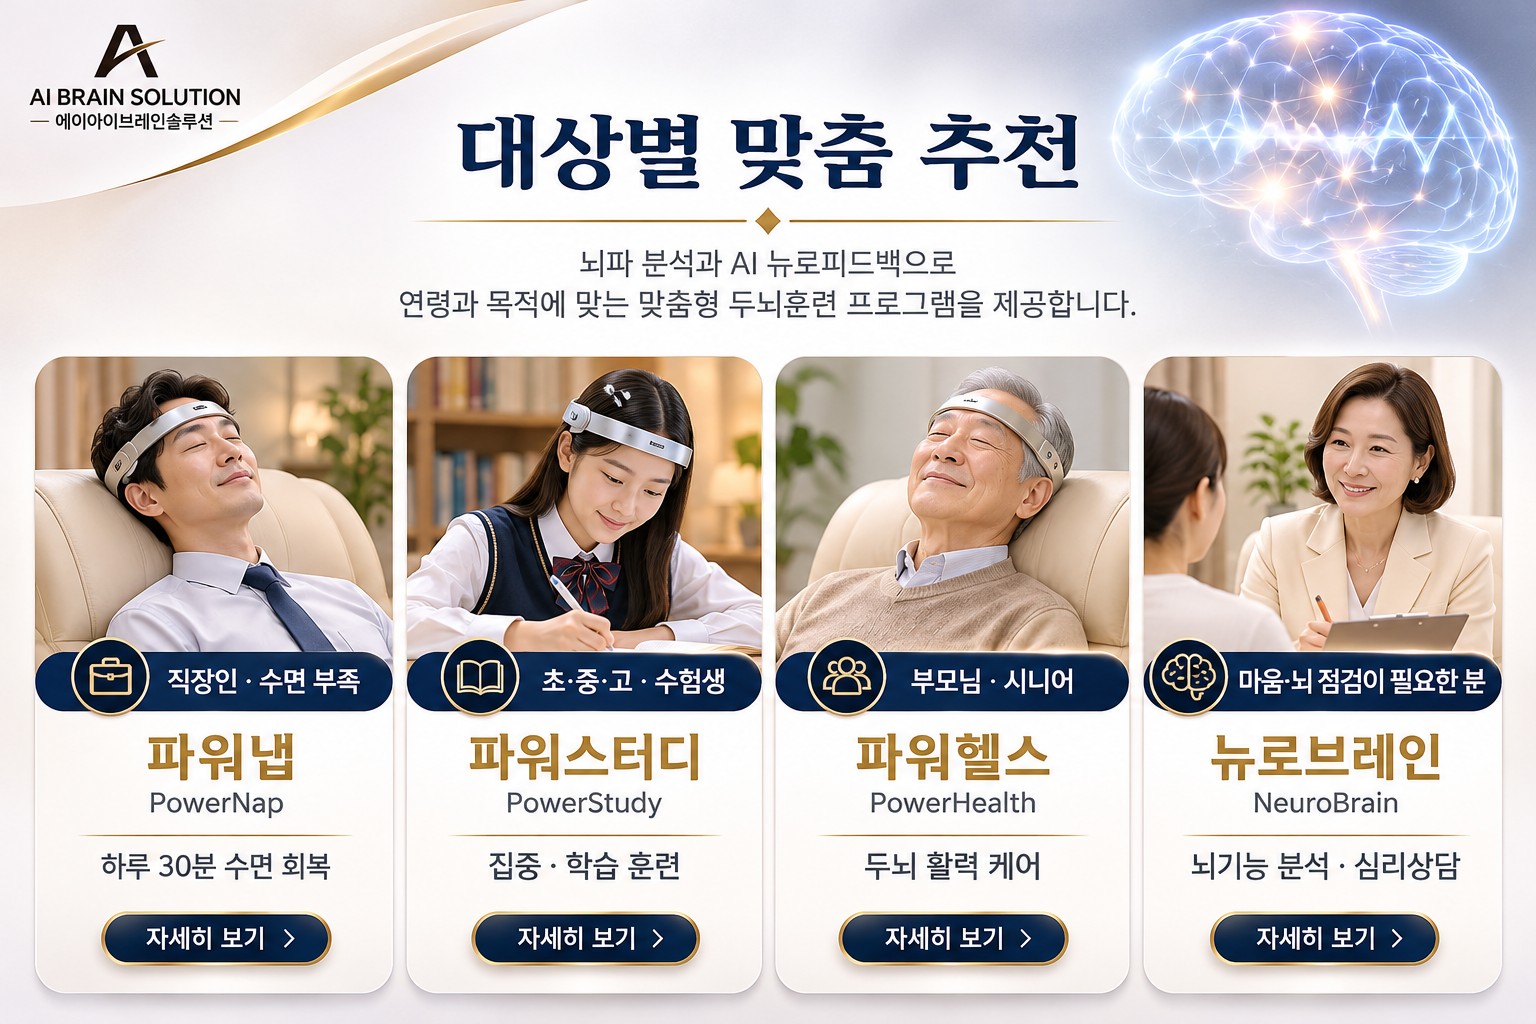 AI BRAIN SOLUTION
에이아이브레인솔루션
대상별 맞춤 추천
뇌파 분석과 AI 뉴로피드백으로
연령과 목적에 맞는 맞춤형 두뇌훈련 프로그램을 제공합니다.
직장인 · 수면 부족
파워냅
PowerNap
하루 30분 수면 회복
자세히 보기 >
초·중·고 · 수험생
파워스터디
PowerStudy
집중 · 학습 훈련
자세히 보기 >
부모님 · 시니어
파워헬스
PowerHealth
두뇌 활력 케어
자세히 보기 >
마음·뇌 점검이 필요한 분
뉴로브레인
NeuroBrain
뇌기능 분석 · 심리상담
자세히 보기 >